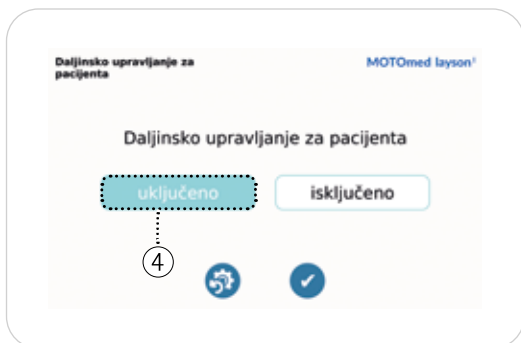 Daljinsko upravljanje za
pacijenta
MOTOmed layson
Daljinsko upravljanje za pacijenta
uključeno
isključeno
4